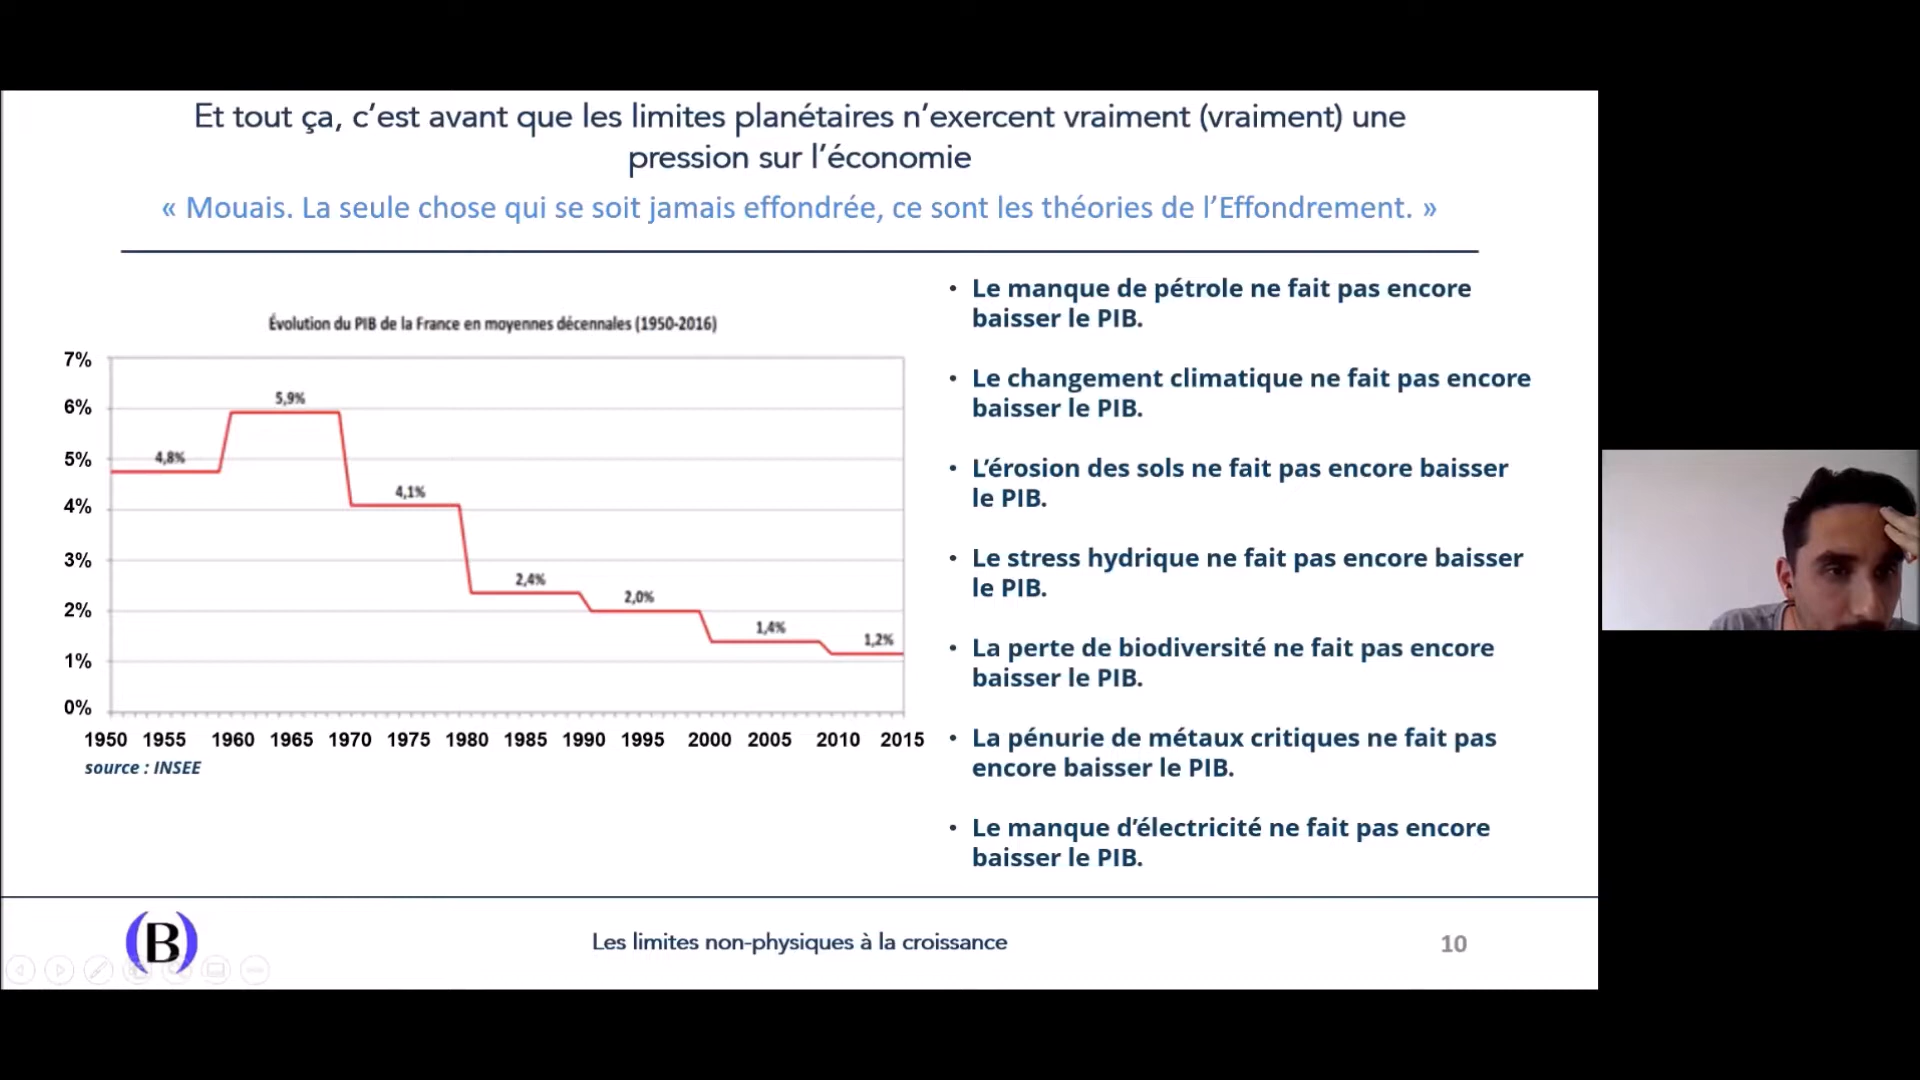 Et tout ça, c’est avant que les limites planétaires n’exercent vraiment (vraiment) une
pression sur l’économie
« Mouais. La seule chose qui se soit jamais effondrée, ce sont les théories de l’Effondrement. »
Évolution du PIB de la France en moyennes décennales (1950-2016)
7%
6%
5%
4%
3%
2%
1%
0%
4,8%
5,9%
4,1%
2,4%
2,0%
1,4%
1,2%
1950 1955 1960 1965 1970 1975 1980 1985 1990 1995 2000 2005 2010 2015
source : INSEE
• Le manque de pétrole ne fait pas encore
baisser le PIB.
• Le changement climatique ne fait pas encore
baisser le PIB.
• L’érosion des sols ne fait pas encore baisser
le PIB.
• Le stress hydrique ne fait pas encore baisser
le PIB.
• La perte de biodiversité ne fait pas encore
baisser le PIB.
• La pénurie de métaux critiques ne fait pas
encore baisser le PIB.
• Le manque d’électricité ne fait pas encore
baisser le PIB.
(B)
Les limites non-physiques à la croissance
10